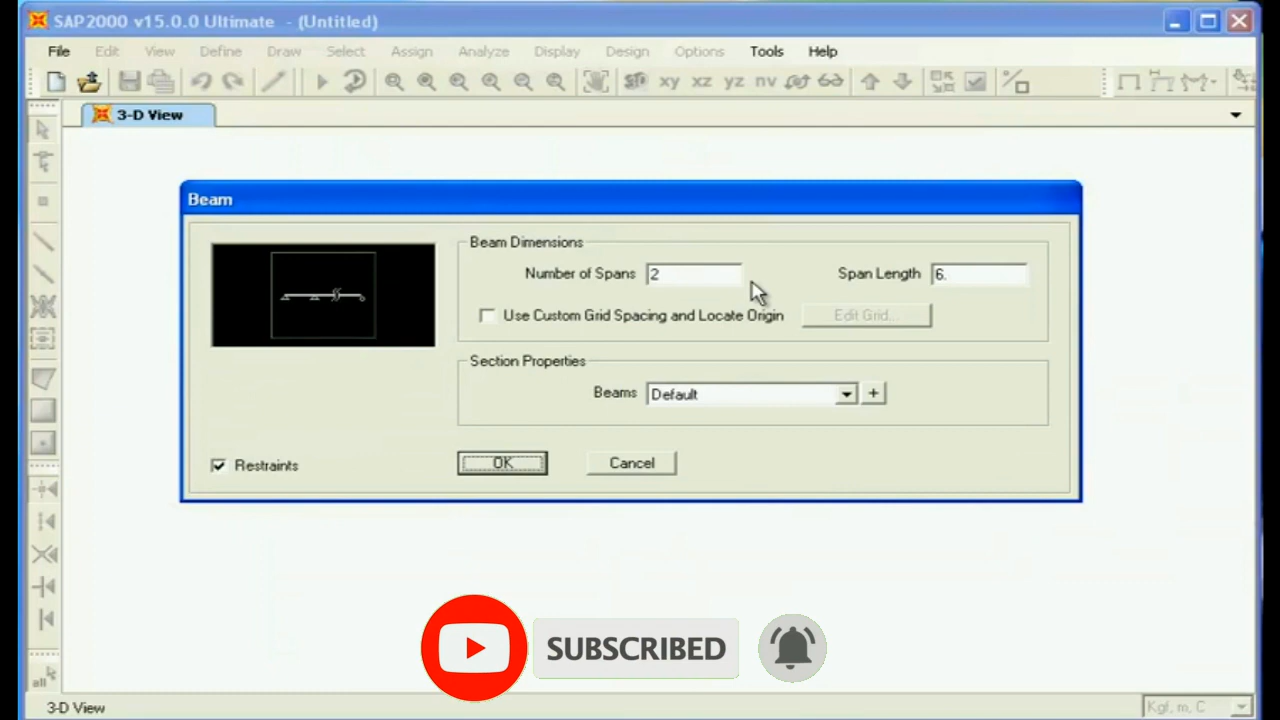 SAP2000 v15.0.0 Ultimate - (Untitled)
File Edit View Define Draw Select Assign Analyze Display Design Options Tools Help
xy xz yz nv
3-D View
Beam
Beam Dimensions
Number of Spans 2 Span Length 6.
Use Custom Grid Spacing and Locate Origin Edit Grid...
Section Properties
Beams Default +
Restraints OK Cancel
SUBSCRIBED
all
3-D View Kgf, m, C